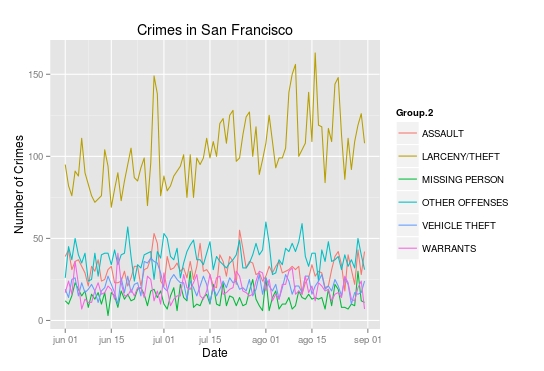 Crimes in San Francisco
Number of Crimes
150
100
50
0
jun 01 jun 15 jul 01 jul 15 ago 01 ago 15 sep 01
Date
Group.2
ASSAULT
LARCENY/THEFT
MISSING PERSON
OTHER OFFENSES
VEHICLE THEFT
WARRANTS